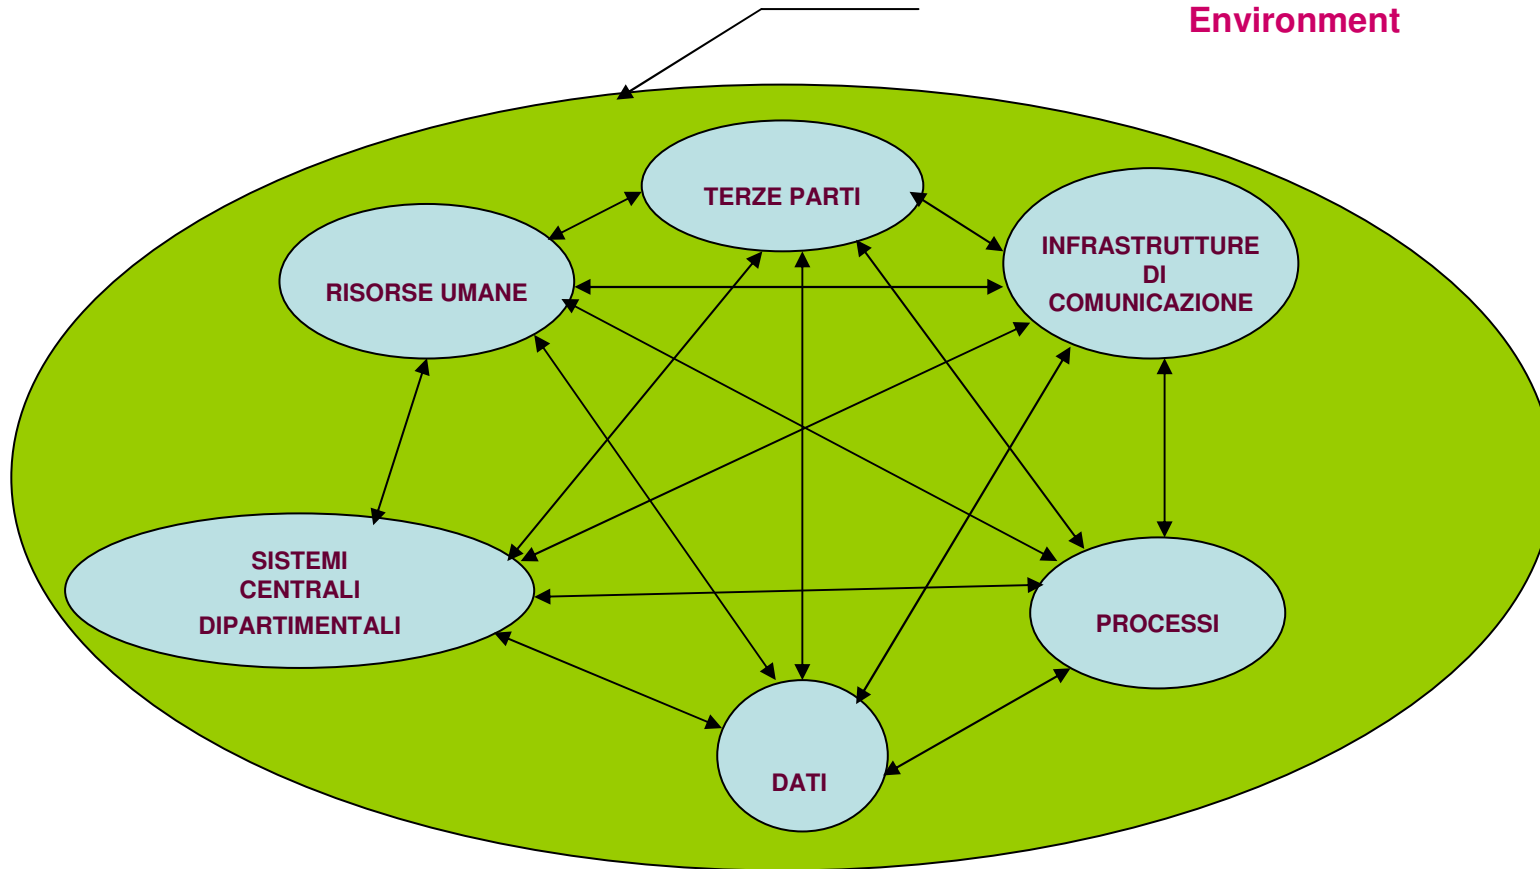 Environment
TERZE PARTI
INFRASTRUTTURE
DI
COMUNICAZIONE
RISORSE UMANE
SISTEMI
CENTRALI
DIPARTIMENTALI
PROCESSI
DATI